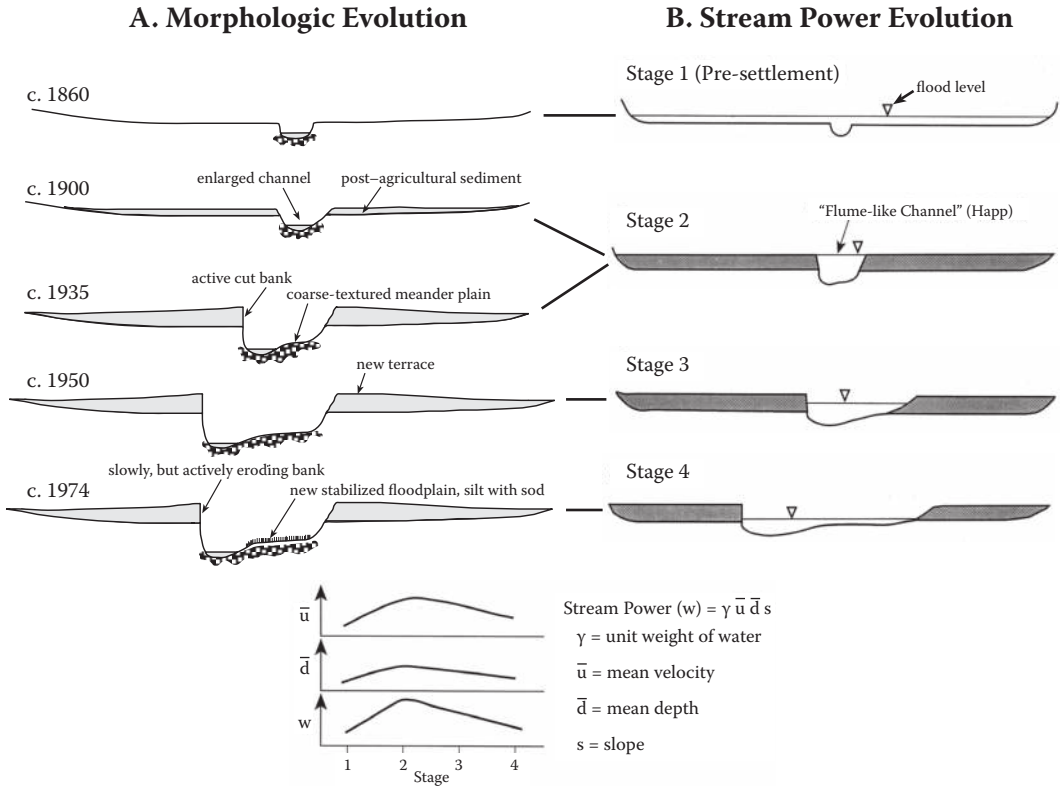 A. Morphologic Evolution
B. Stream Power Evolution
c. 1860
Stage 1 (Pre-settlement)
flood level
c. 1900
enlarged channel
post–agricultural sediment
Stage 2
“Flume-like Channel” (Happ)
c. 1935
active cut bank
coarse-textured meander plain
c. 1950
new terrace
Stage 3
c. 1974
slowly, but actively eroding bank
new stabilized floodplain, silt with sod
Stage 4
u̅
d̅
w
1 2 3 4
Stage
Stream Power (w) = γ u̅ d̅ s
γ = unit weight of water
u̅ = mean velocity
d̅ = mean depth
s = slope